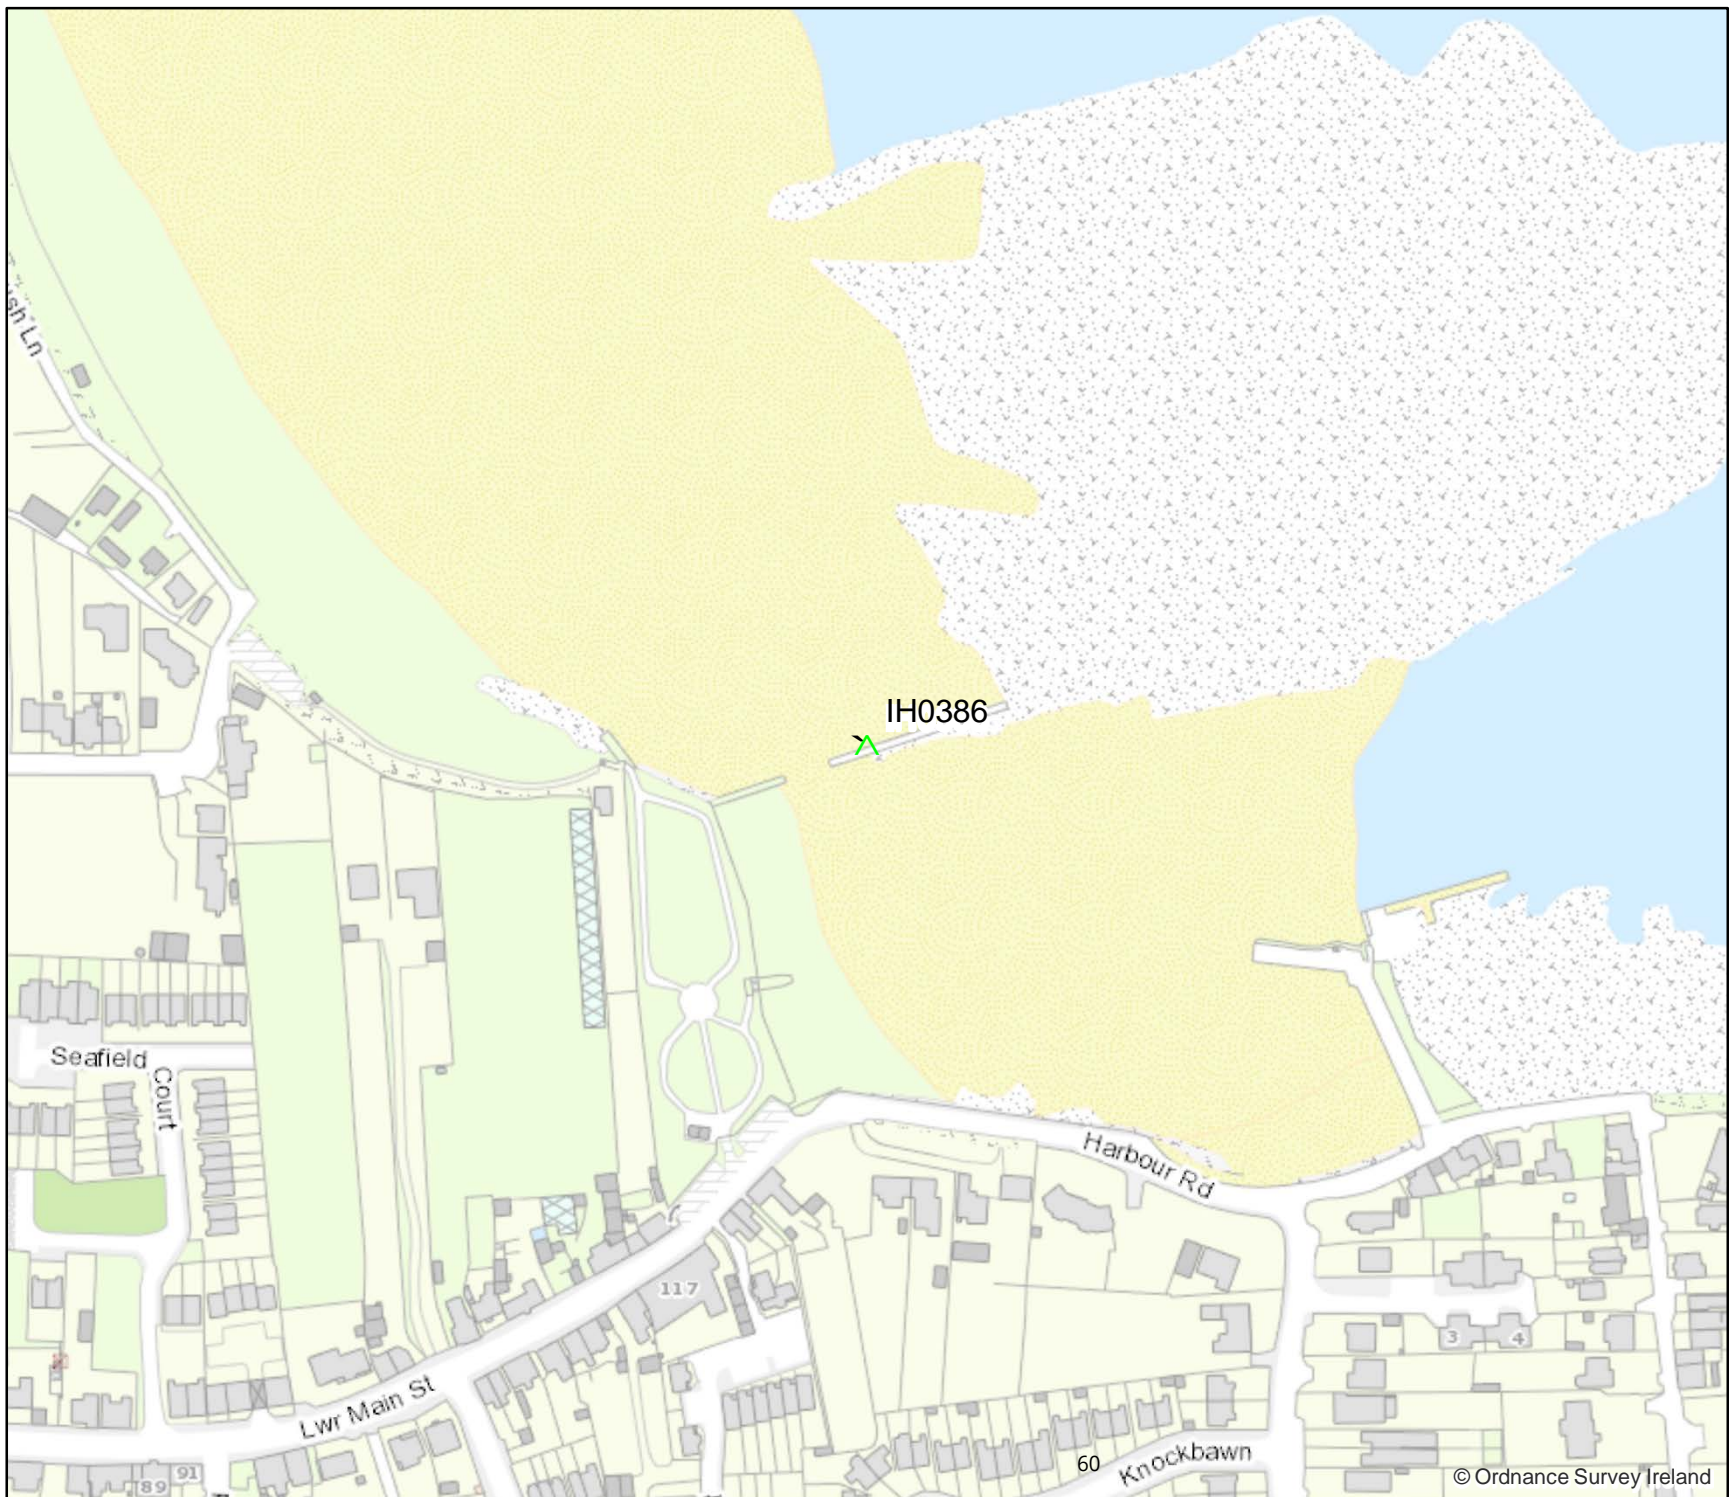 IH0386
Seafield
Court
Harbour Rd
117
3
4
Lwr Main St
60
Knockbawn
91
89
© Ordnance Survey Ireland